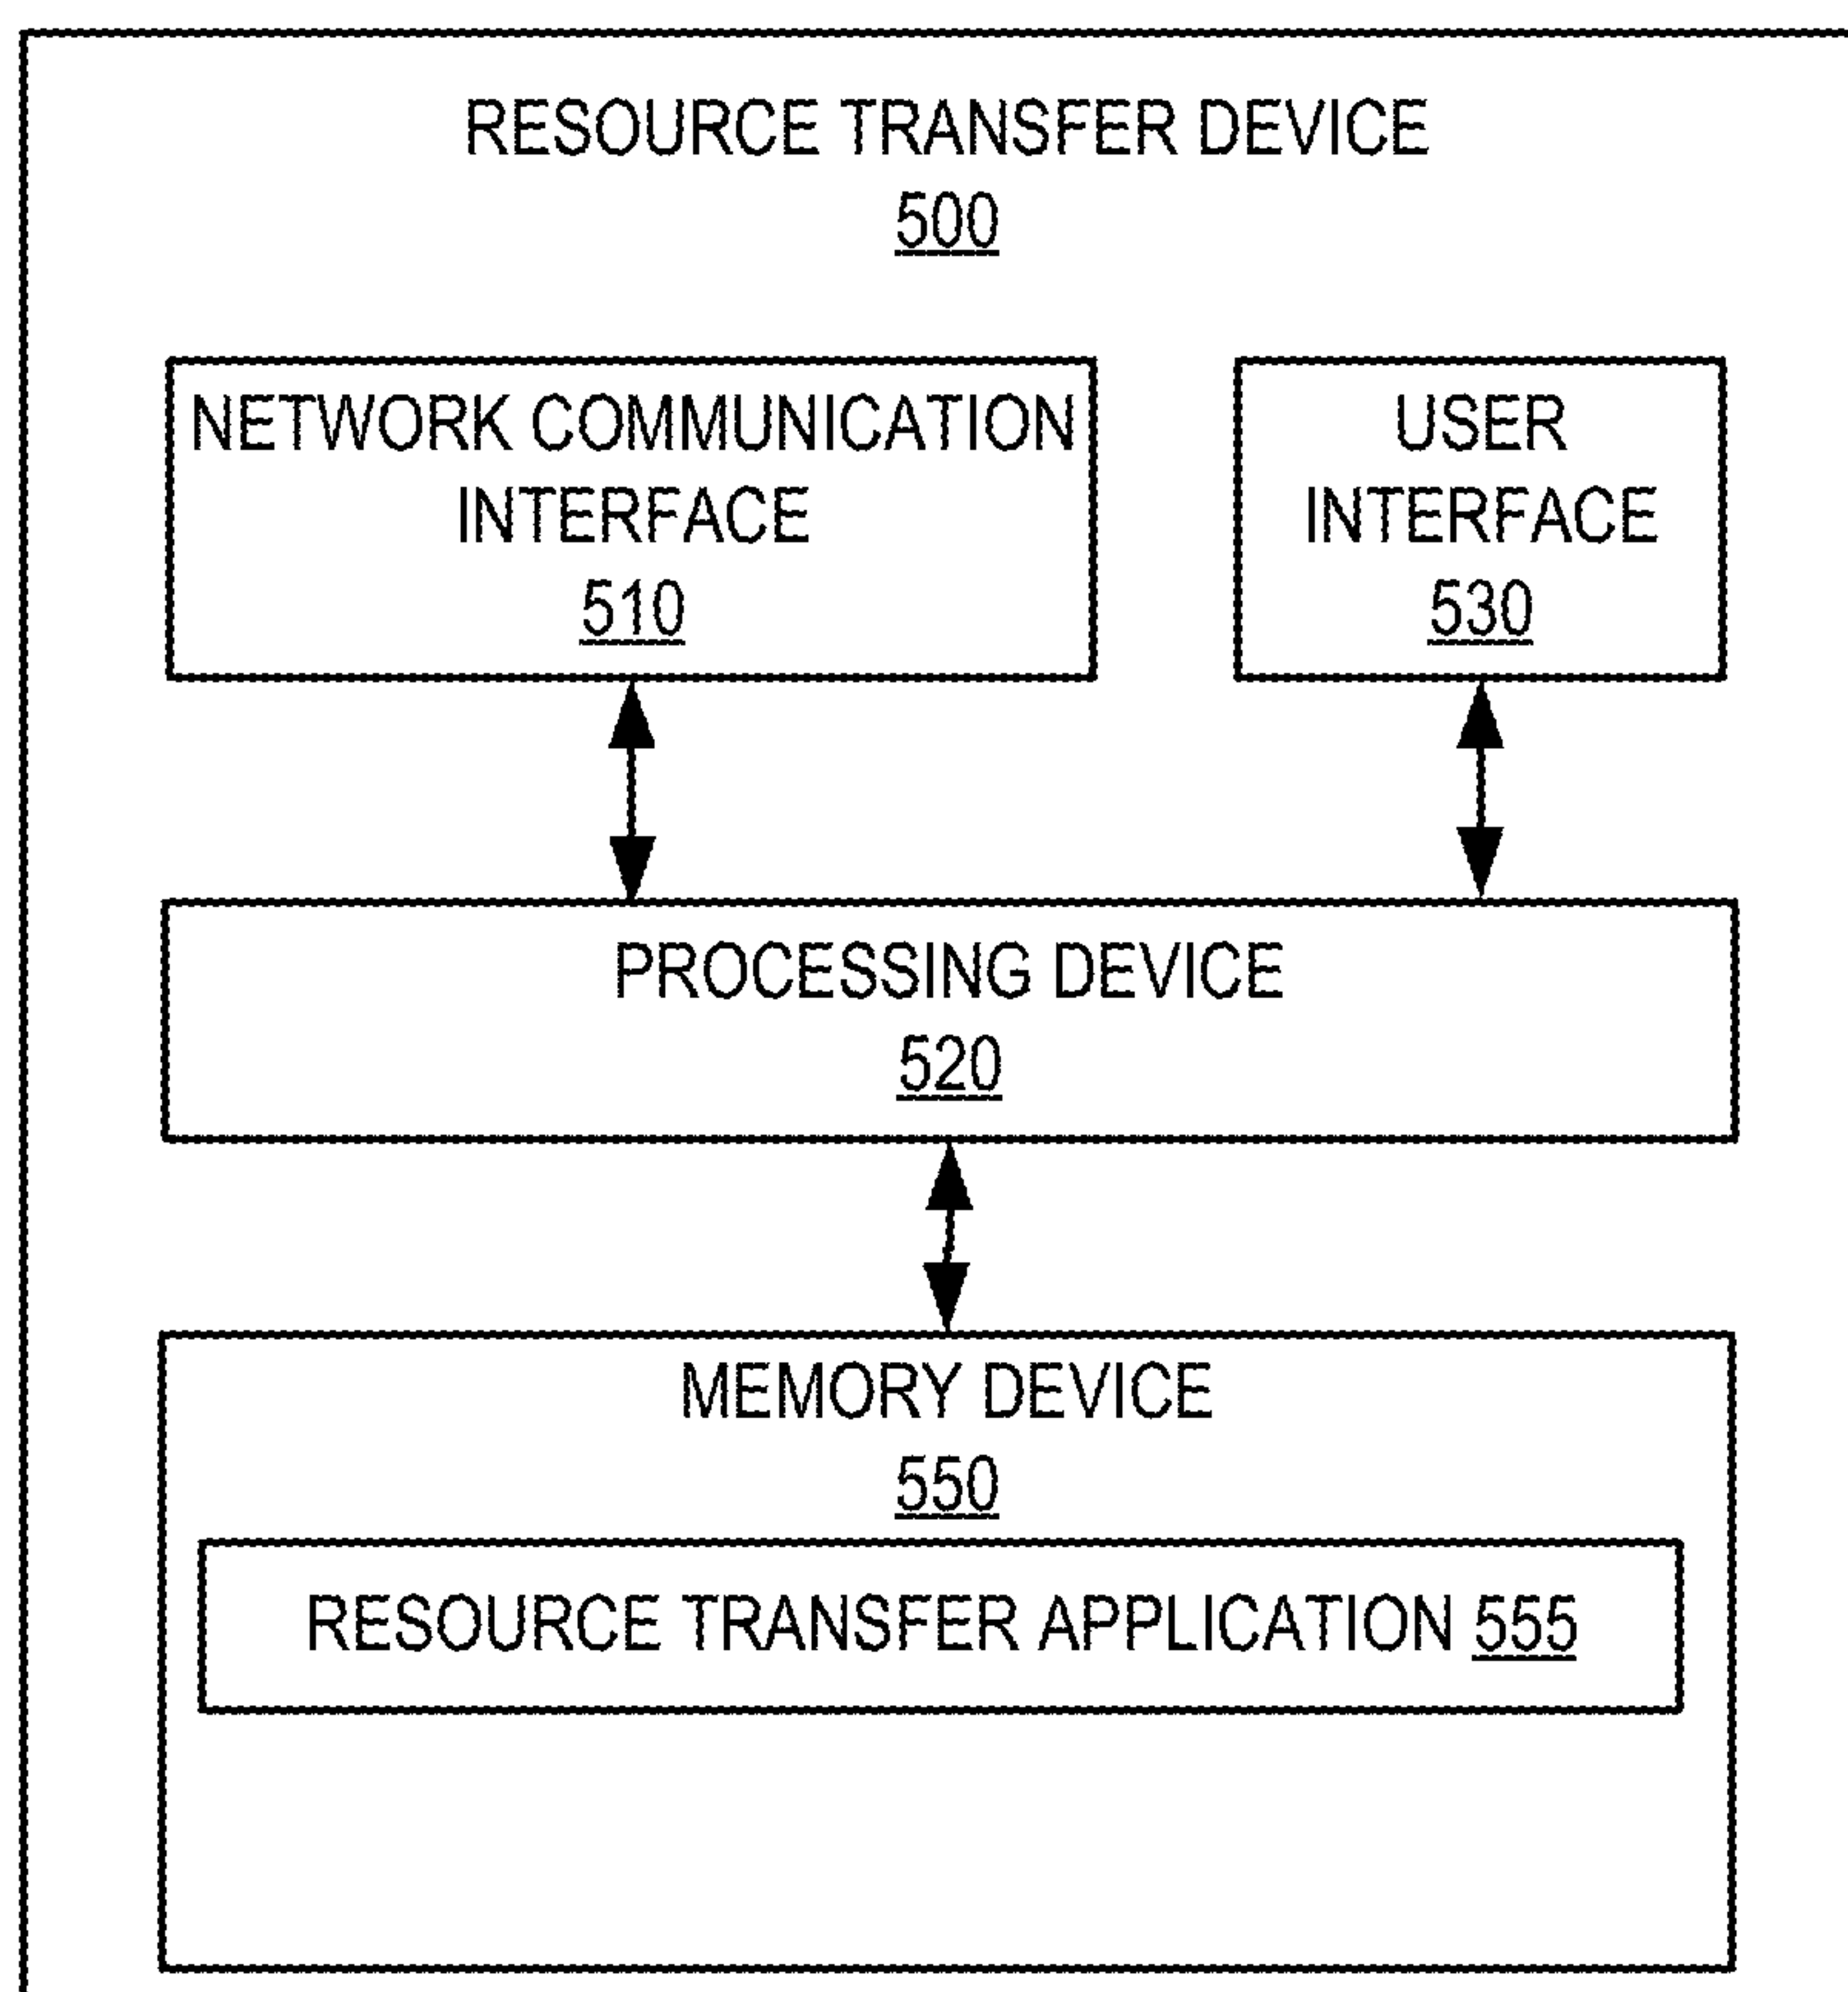 RESOURCE TRANSFER DEVICE
500
NETWORK COMMUNICATION
INTERFACE
510
USER
INTERFACE
530
PROCESSING DEVICE
520
MEMORY DEVICE
550
RESOURCE TRANSFER APPLICATION 555